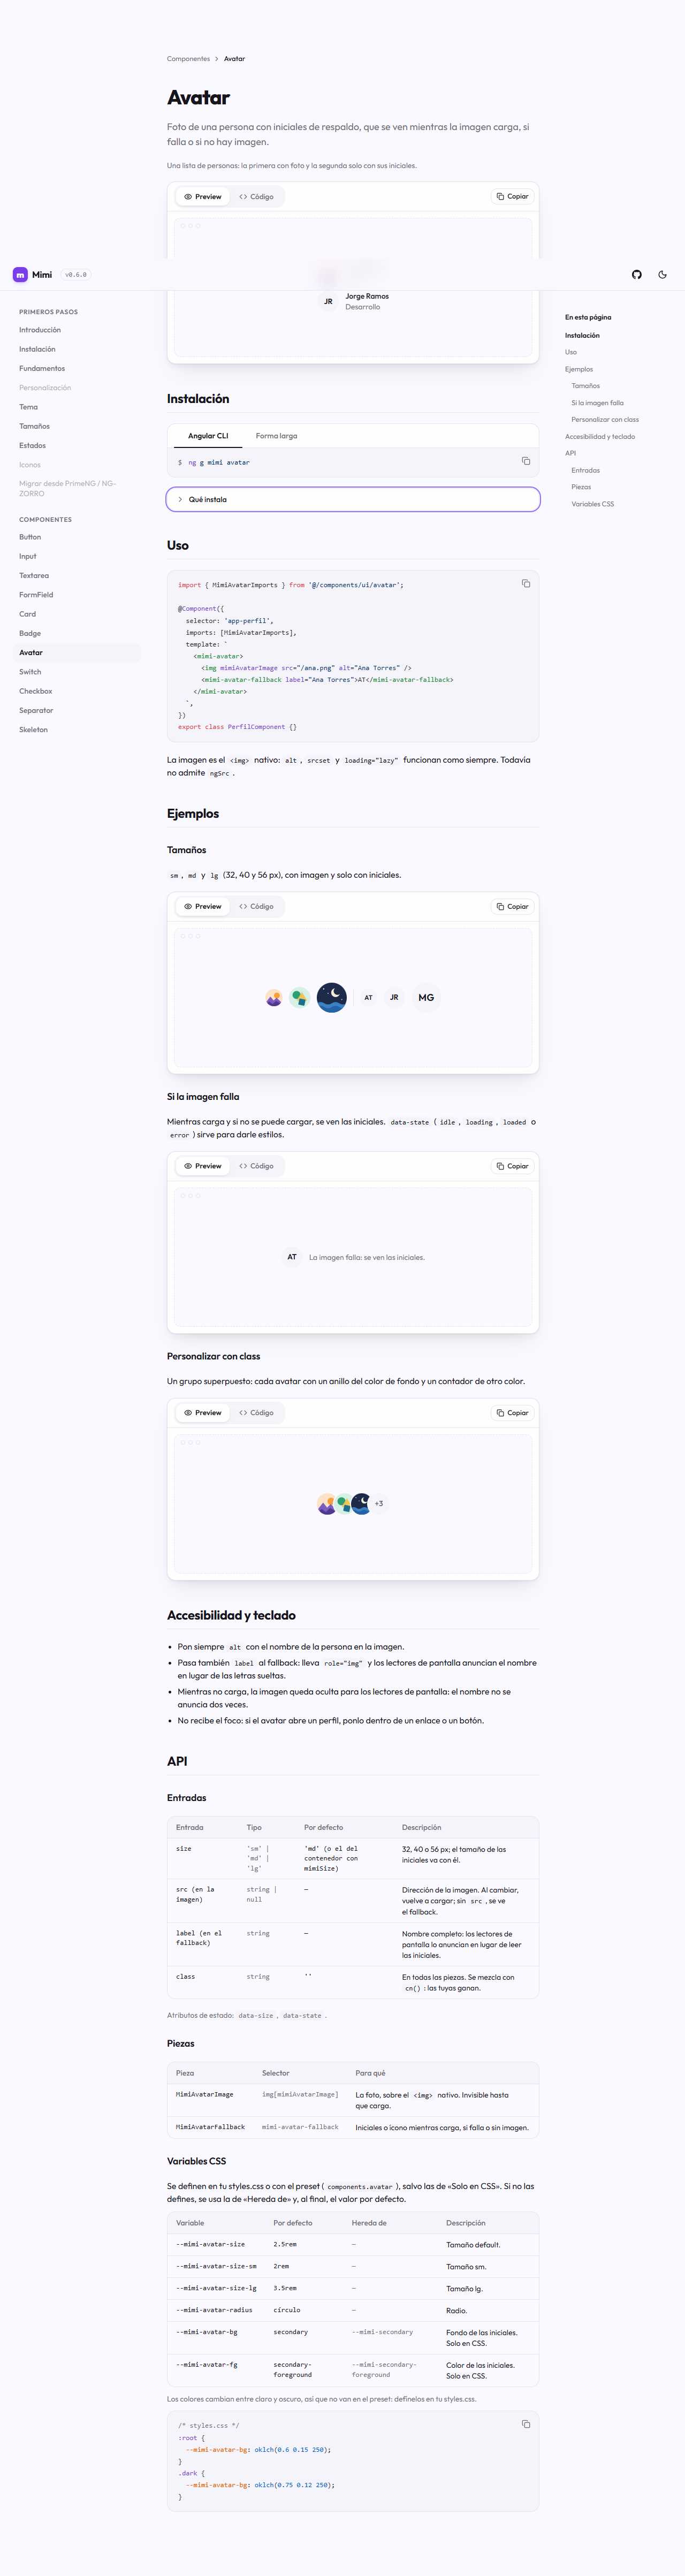 Componentes > Avatar
Avatar
Foto de una persona con iniciales de respaldo, que se ven mientras la imagen carga, si
falla o si no hay imagen.
Una lista de personas: la primera con foto y la segunda solo con sus iniciales.
Preview Código Copiar
m Mimi v0.6.0
JR Jorge Ramos
Desarrollo
PRIMEROS PASOS
Introducción
Instalación
Fundamentos
Personalización
Tema
Tamaños
Estados
Iconos
Migrar desde PrimeNG / NG-
ZORRO
COMPONENTES
Button
Input
Textarea
FormField
Card
Badge
Avatar
Switch
Checkbox
Separator
Skeleton
En esta página
Instalación
Uso
Ejemplos
Tamaños
Si la imagen falla
Personalizar con class
Accesibilidad y teclado
API
Entradas
Piezas
Variables CSS
Instalación
Angular CLI Forma larga
$ ng g mimi avatar
> Qué instala
Uso
import { MimiAvatarImports } from '@/components/ui/avatar';
@Component({
selector: 'app-perfil',
imports: [MimiAvatarImports],
template: `
<mimi-avatar>
<img mimiAvatarImage src="/ana.png" alt="Ana Torres" />
<mimi-avatar-fallback label="Ana Torres">AT</mimi-avatar-fallback>
</mimi-avatar>
`,
})
export class PerfilComponent {}
La imagen es el <img> nativo: alt, srcset y loading="lazy" funcionan como siempre. Todavía
no admite ngSrc.
Ejemplos
Tamaños
sm, md y lg (32, 40 y 56 px), con imagen y solo con iniciales.
Preview Código Copiar
AT JR MG
Si la imagen falla
Mientras carga y si no se puede cargar, se ven las iniciales. data-state (idle, loading, loaded o
error) sirve para darle estilos.
Preview Código Copiar
AT La imagen falla: se ven las iniciales.
Personalizar con class
Un grupo superpuesto: cada avatar con un anillo del color de fondo y un contador de otro color.
Preview Código Copiar
+3
Accesibilidad y teclado
• Pon siempre alt con el nombre de la persona en la imagen.
• Pasa también label al fallback: lleva role="img" y los lectores de pantalla anuncian el nombre
en lugar de las letras sueltas.
• Mientras no carga, la imagen queda oculta para los lectores de pantalla: el nombre no se
anuncia dos veces.
• No recibe el foco: si el avatar abre un perfil, ponlo dentro de un enlace o un botón.
API
Entradas
Entrada Tipo Por defecto Descripción
size 'sm' | 'md' (o el del 32, 40 o 56 px; el tamaño de las
'md' | contenedor con iniciales va con él.
'lg' mimiSize)
src (en la string | — Dirección de la imagen. Al cambiar,
imagen) null vuelve a cargar; sin src, se ve
el fallback.
label (en el string — Nombre completo: los lectores de
fallback) pantalla lo anuncian en lugar de leer
las iniciales.
class string '' En todas las piezas. Se mezcla con
cn(): las tuyas ganan.
Atributos de estado: data-size, data-state.
Piezas
Pieza Selector Para qué
MimiAvatarImage img[mimiAvatarImage] La foto, sobre el <img> nativo. Invisible hasta
que carga.
MimiAvatarFallback mimi-avatar-fallback Iniciales o ícono mientras carga, si falla o sin imagen.
Variables CSS
Se definen en tu styles.css o con el preset (components.avatar), salvo las de «Solo en CSS». Si no las
defines, se usa la de «Hereda de» y, al final, el valor por defecto.
Variable Por defecto Hereda de Descripción
--mimi-avatar-size 2.5rem — Tamaño default.
--mimi-avatar-size-sm 2rem — Tamaño sm.
--mimi-avatar-size-lg 3.5rem — Tamaño lg.
--mimi-avatar-radius círculo — Radio.
--mimi-avatar-bg secondary --mimi-secondary Fondo de las iniciales.
Solo en CSS.
--mimi-avatar-fg secondary- --mimi-secondary- Color de las iniciales.
foreground foreground Solo en CSS.
Los colores cambian entre claro y oscuro, así que no van en el preset: defínelos en tu styles.css.
/* styles.css */
:root {
--mimi-avatar-bg: oklch(0.6 0.15 250);
}
.dark {
--mimi-avatar-bg: oklch(0.75 0.12 250);
}